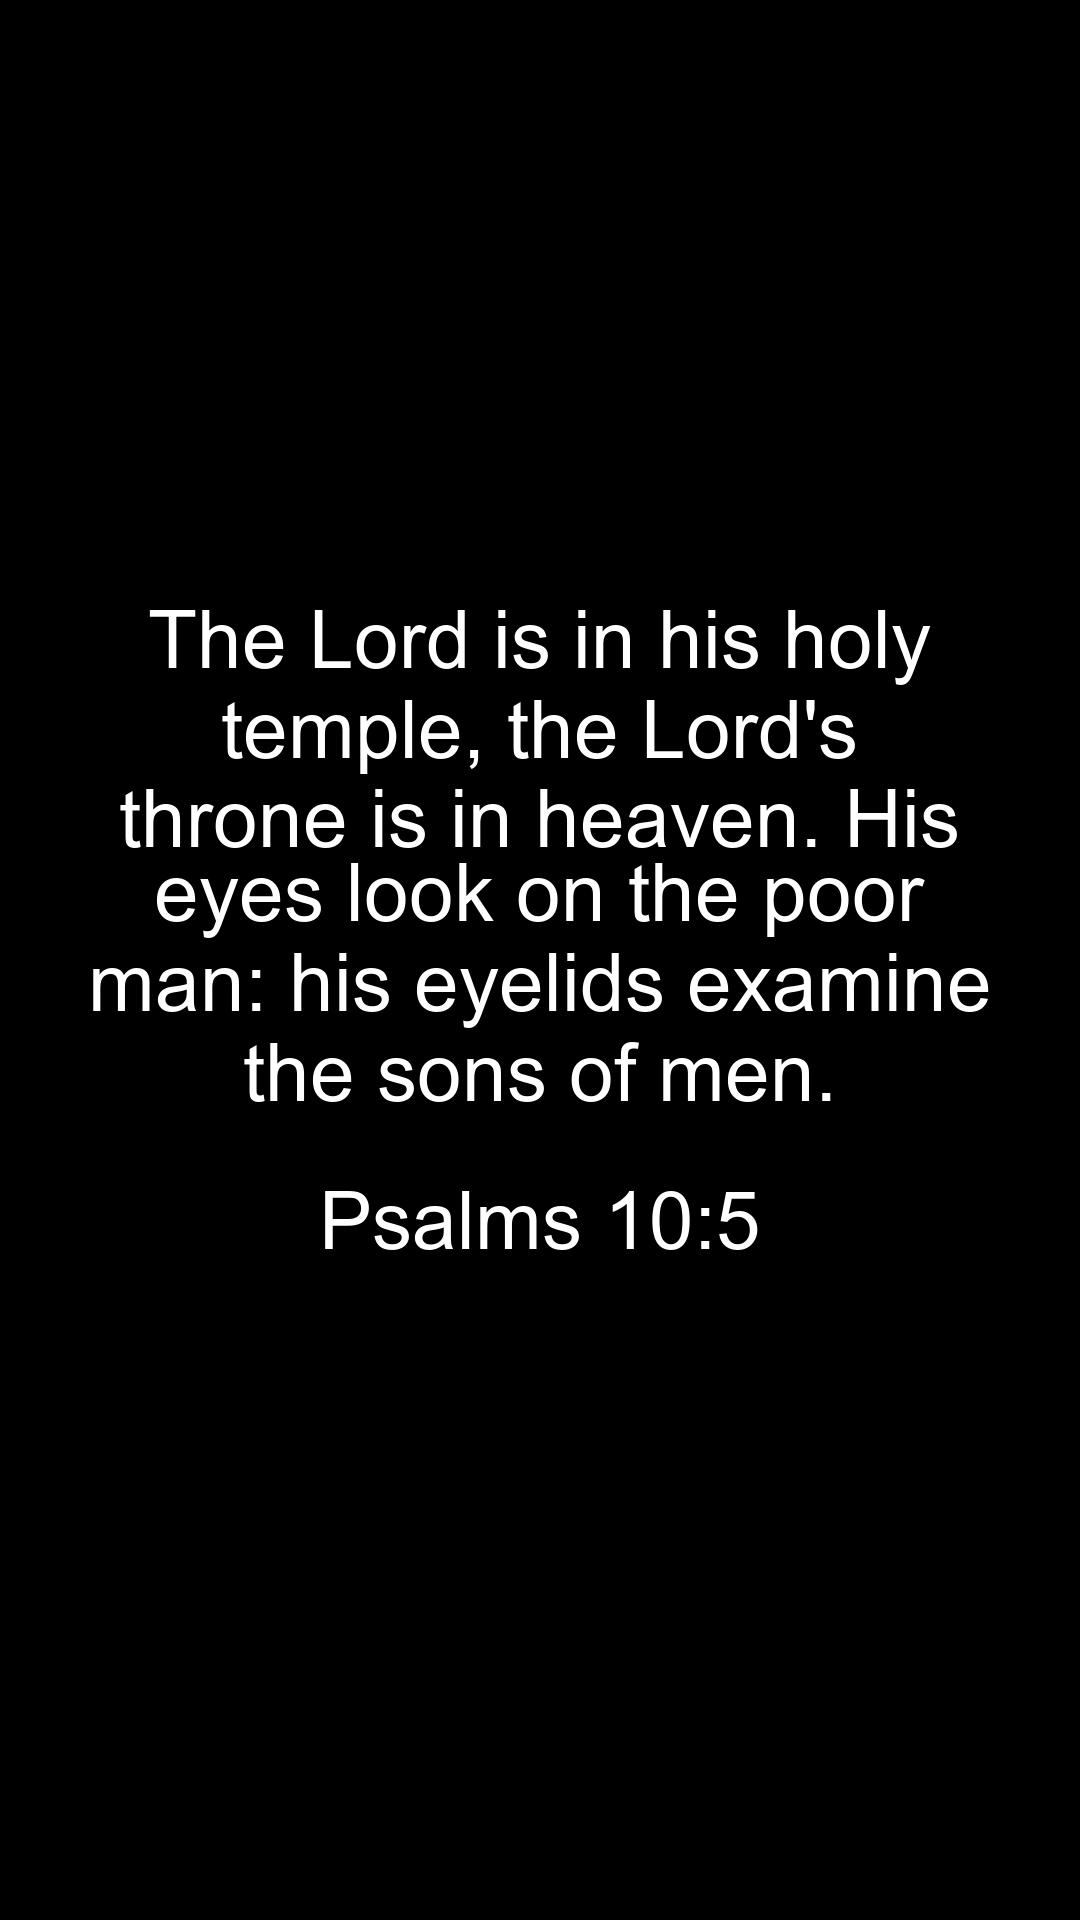 The Lord is in his holy
temple, the Lord's
throne is in heaven. His
eyes look on the poor
man: his eyelids examine
the sons of men.
Psalms 10:5